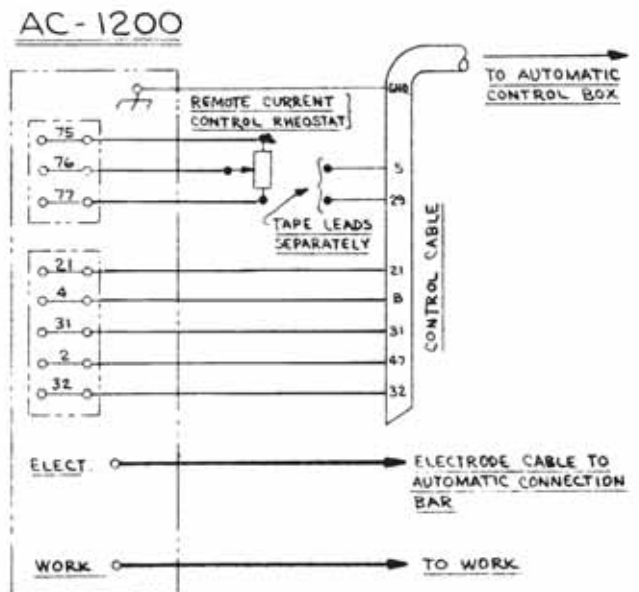 AC-1200
TO AUTOMATIC
CONTROL BOX
GND
REMOTE CURRENT
CONTROL RHEOSTAT
75
76
77
5
29
TAPE LEADS
SEPARATELY
CONTROL CABLE
21
4
31
2
32
21
B
31
47
32
ELECT.
ELECTRODE CABLE TO
AUTOMATIC CONNECTION
BAR
WORK
TO WORK